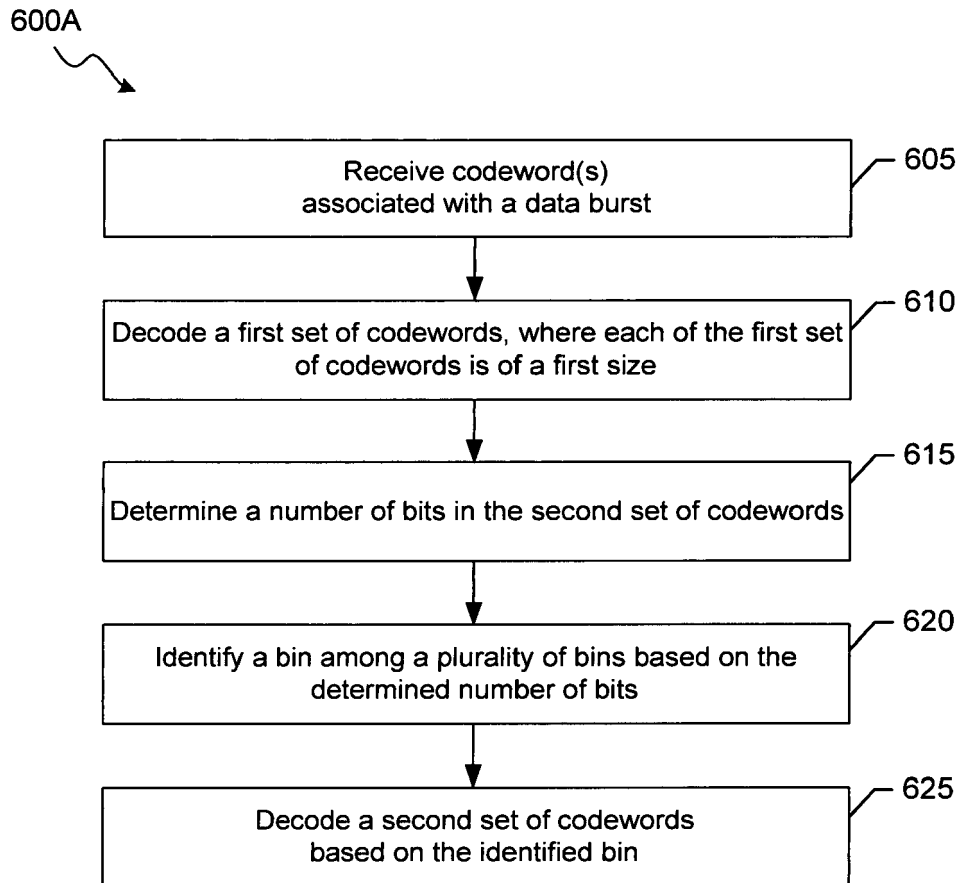 600A
Receive codeword(s)
associated with a data burst
605
Decode a first set of codewords, where each of the first set
of codewords is of a first size
610
Determine a number of bits in the second set of codewords
615
Identify a bin among a plurality of bins based on the
determined number of bits
620
Decode a second set of codewords
based on the identified bin
625